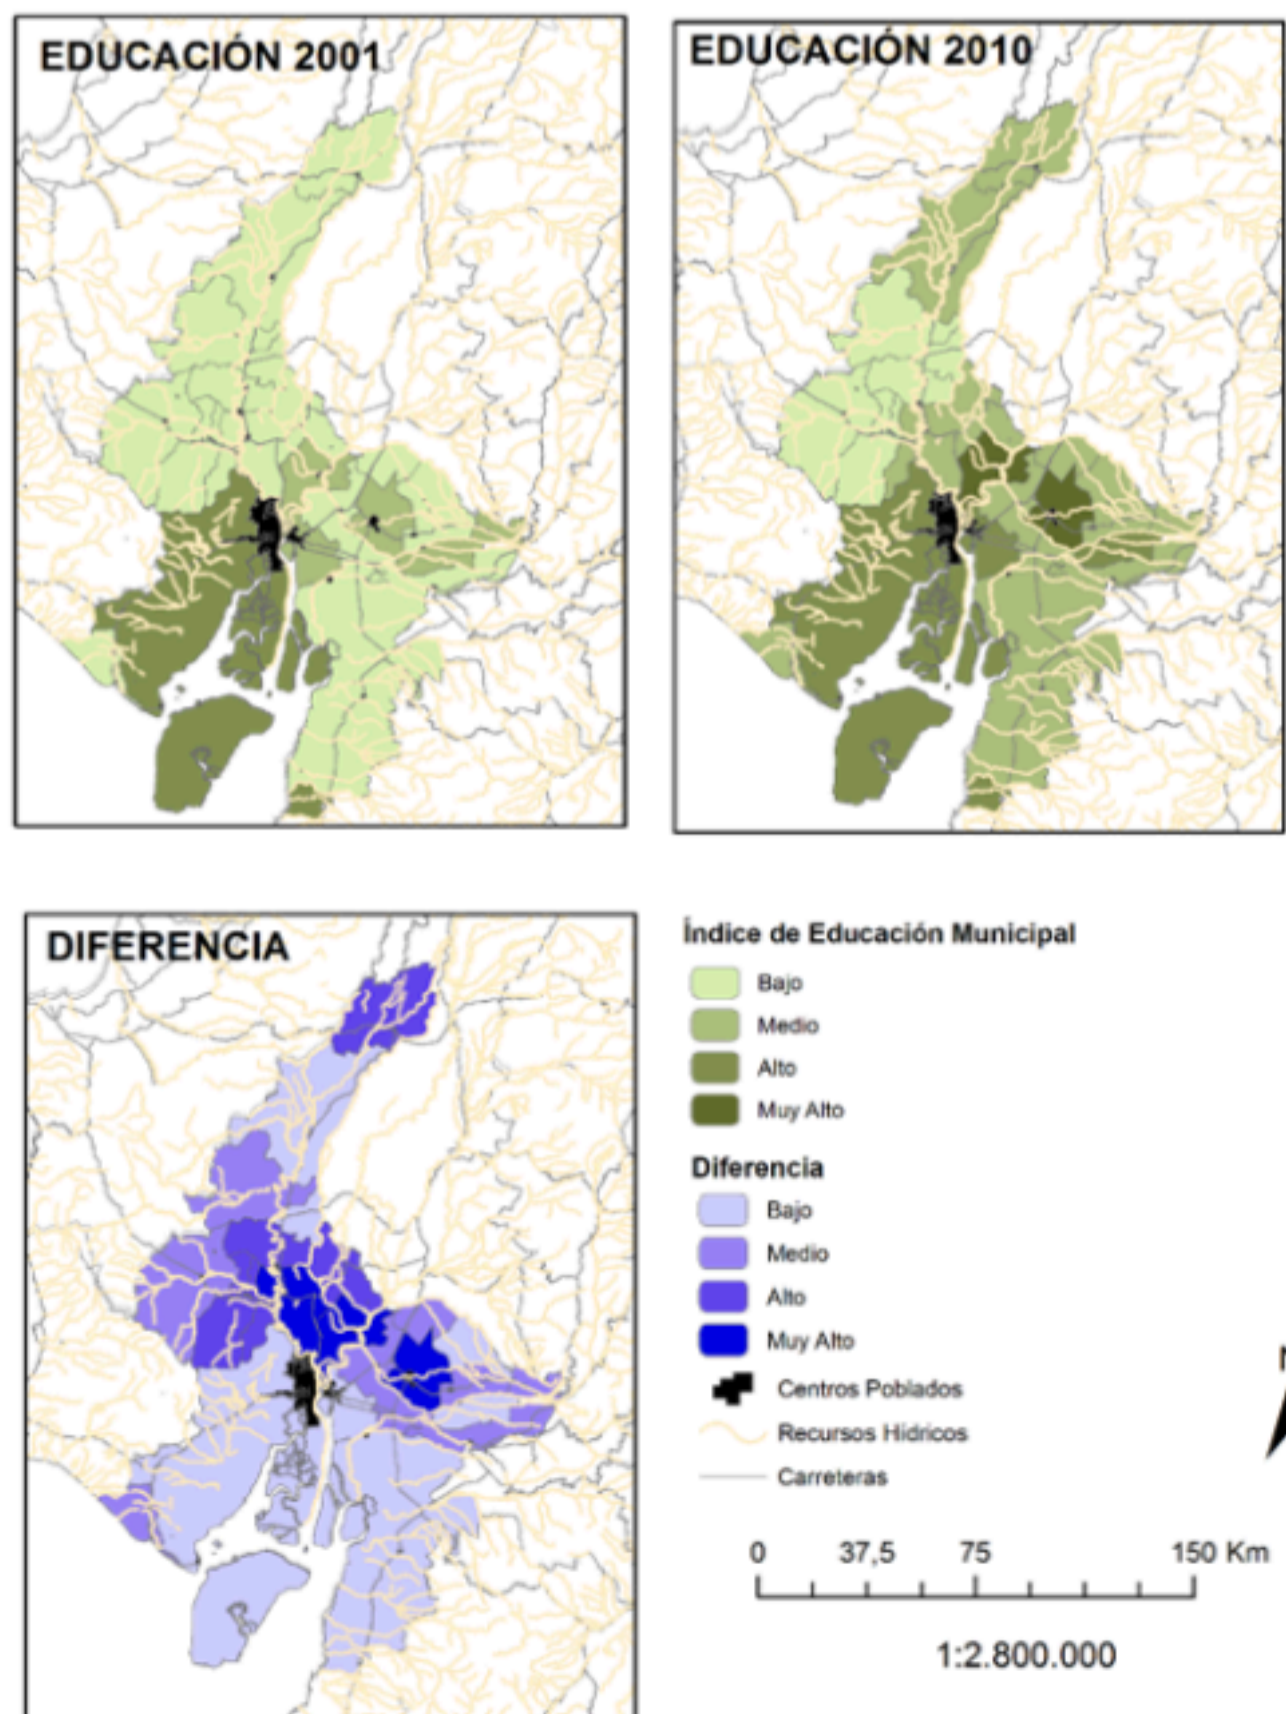 EDUCACIÓN 2001
EDUCACIÓN 2010
DIFERENCIA
Índice de Educación Municipal
Bajo
Medio
Alto
Muy Alto
Diferencia
Bajo
Medio
Alto
Muy Alto
Centros Poblados
Recursos Hídricos
Carreteras
0 37,5 75 150 Km
1:2.800.000